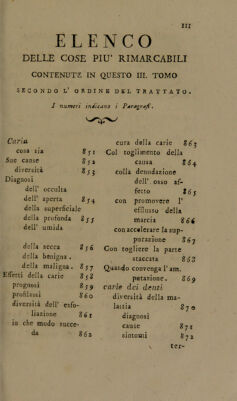 III
ELENCO
DELLE COSE PIU' RIMARCABILI
CONTENUTE IN QUESTO III. TOMO
SECONDO L' ORDINE DEL TRATTATO.
I numeri indicano i Paragrafi.
Caria
cosa sia 851
Sue cause 852
diversità 853
Diagnosi
dell' occulta
dell' aperta 854
della superficiale
della profonda 855
dell' umida
della secca 856
della benigna.
della maligna. 857
Effetti della carie 858
prognosi 859
profilassi 860
diversità dell' esfo-
liazione 861
in che modo succe-
da 862
cura della carie 863
Col toglimento della
causa 864
colla denudazione
dell' osso af-
fetto 865
con promovere l'
efflusso della
marcia 866
con accelerare la sup-
purazione 867
Con togliere la parte
staccata 868
Quando convenga l' am.
putazione. 869
carie dei denti
diversità della ma-
lattia 870
diagnosi
cause 871
sintomi 872
ter-